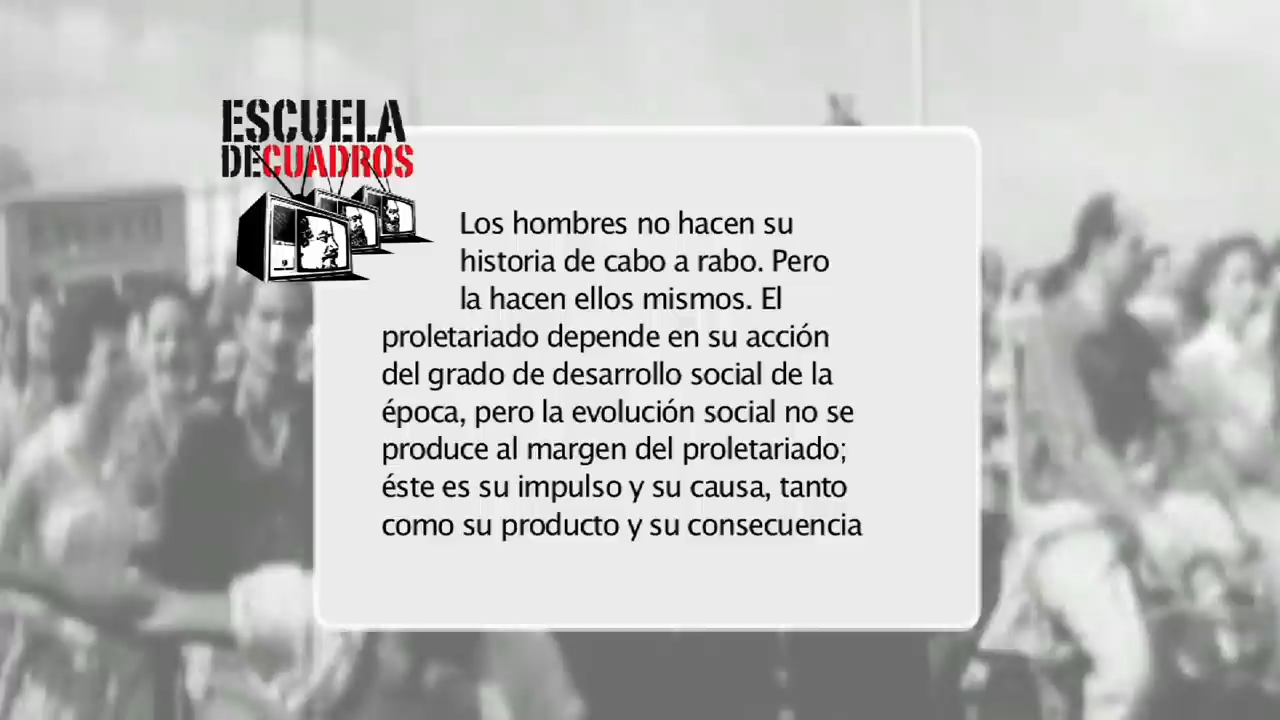 ESCUELA
DECUADROS
Los hombres no hacen su
historia de cabo a rabo. Pero
la hacen ellos mismos. El
proletariado depende en su acción
del grado de desarrollo social de la
época, pero la evolución social no se
produce al margen del proletariado;
éste es su impulso y su causa, tanto
como su producto y su consecuencia